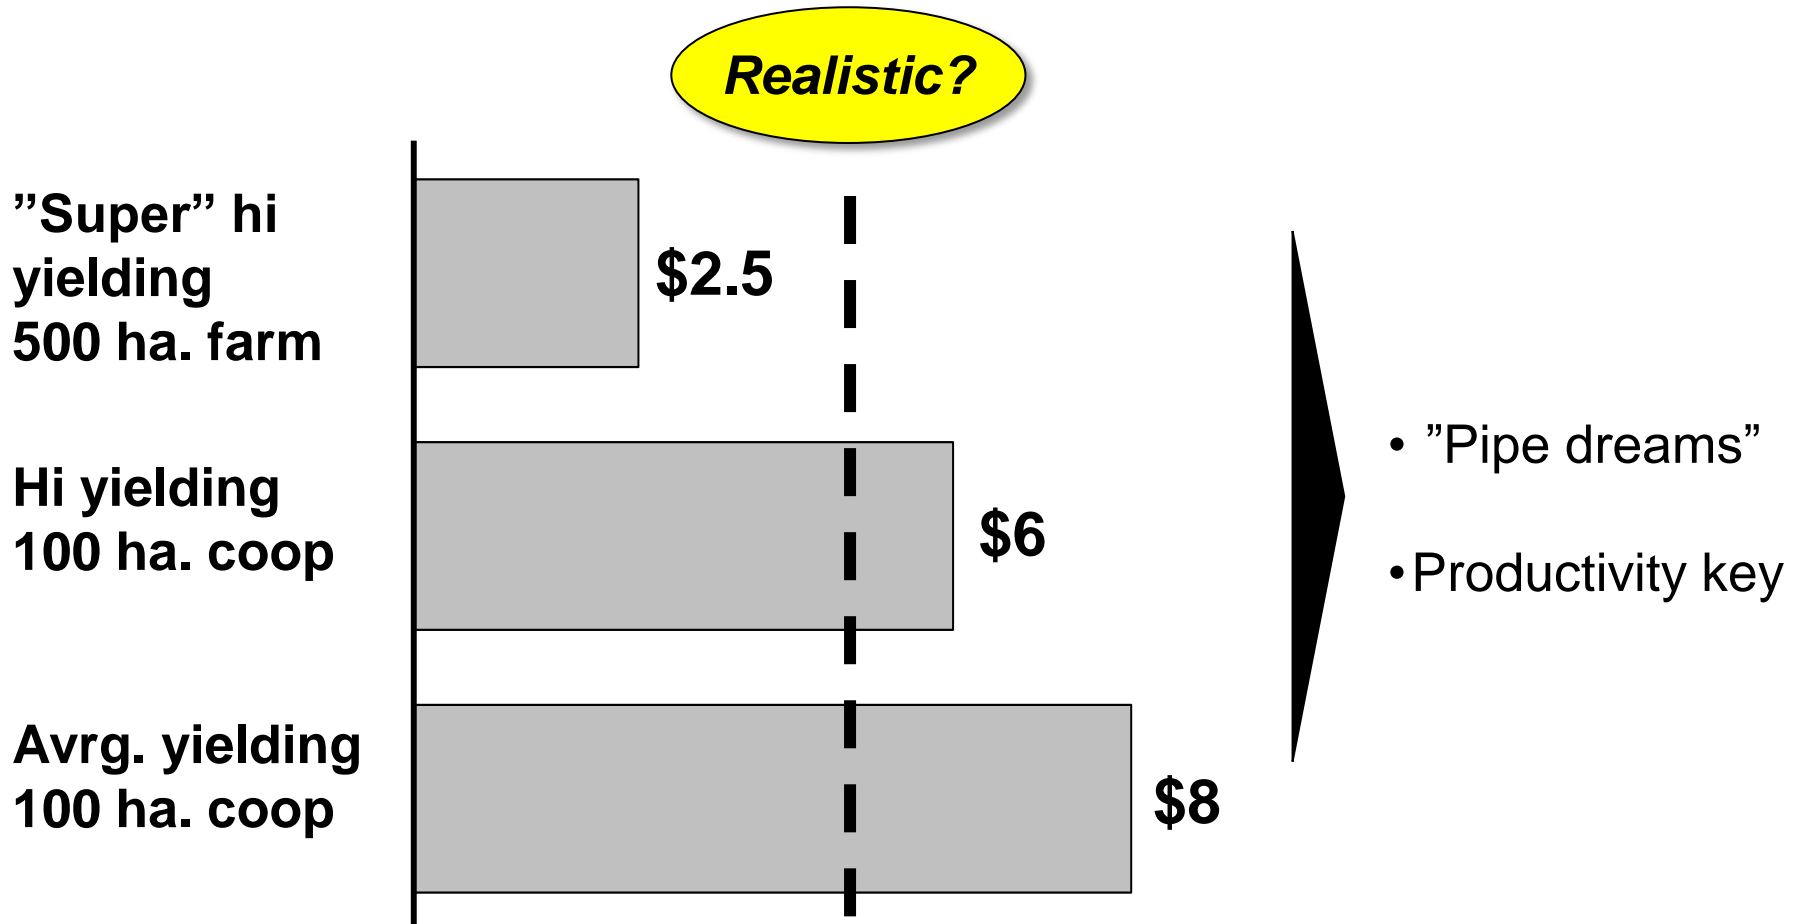 Realistic?
”Super” hi
yielding
500 ha. farm
$2.5
Hi yielding
100 ha. coop
$6
Avrg. yielding
100 ha. coop
$8
• ”Pipe dreams”
•Productivity key